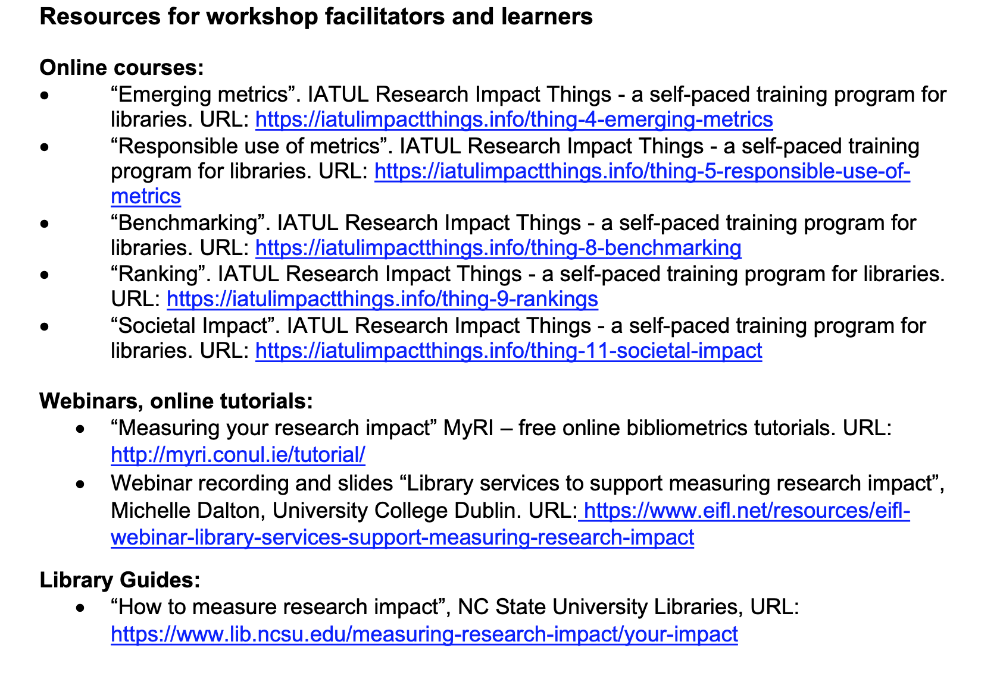 Resources for workshop facilitators and learners
Online courses:
• “Emerging metrics”. IATUL Research Impact Things - a self-paced training program for
libraries. URL: https://iatulimpactthings.info/thing-4-emerging-metrics
• “Responsible use of metrics”. IATUL Research Impact Things - a self-paced training
program for libraries. URL: https://iatulimpactthings.info/thing-5-responsible-use-of-
metrics
• “Benchmarking”. IATUL Research Impact Things - a self-paced training program for
libraries. URL: https://iatulimpactthings.info/thing-8-benchmarking
• “Ranking”. IATUL Research Impact Things - a self-paced training program for libraries.
URL: https://iatulimpactthings.info/thing-9-rankings
• “Societal Impact”. IATUL Research Impact Things - a self-paced training program for
libraries. URL: https://iatulimpactthings.info/thing-11-societal-impact
Webinars, online tutorials:
• “Measuring your research impact” MyRI – free online bibliometrics tutorials. URL:
http://myri.conul.ie/tutorial/
• Webinar recording and slides “Library services to support measuring research impact”,
Michelle Dalton, University College Dublin. URL: https://www.eifl.net/resources/eifl-
webinar-library-services-support-measuring-research-impact
Library Guides:
• “How to measure research impact”, NC State University Libraries, URL:
https://www.lib.ncsu.edu/measuring-research-impact/your-impact